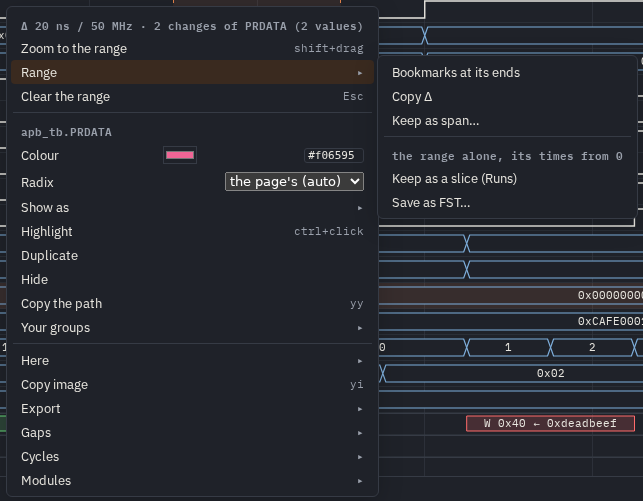 Δ 20 ns / 50 MHz · 2 changes of PRDATA (2 values)
Zoom to the range shift+drag
Range ▸
Clear the range Esc
apb_tb.PRDATA
Colour #f06595
Radix the page's (auto)
Show as ▸
Highlight ctrl+click
Duplicate
Hide
Copy the path yy
Your groups ▸
Here ▸
Copy image yi
Export ▸
Gaps ▸
Cycles ▸
Modules ▸
Bookmarks at its ends
Copy Δ
Keep as span…
the range alone, its times from 0
Keep as a slice (Runs)
Save as FST…
0x0000000
0xCAFE000
0 1 2
0x02
W 0x40 ← 0xdeadbeef